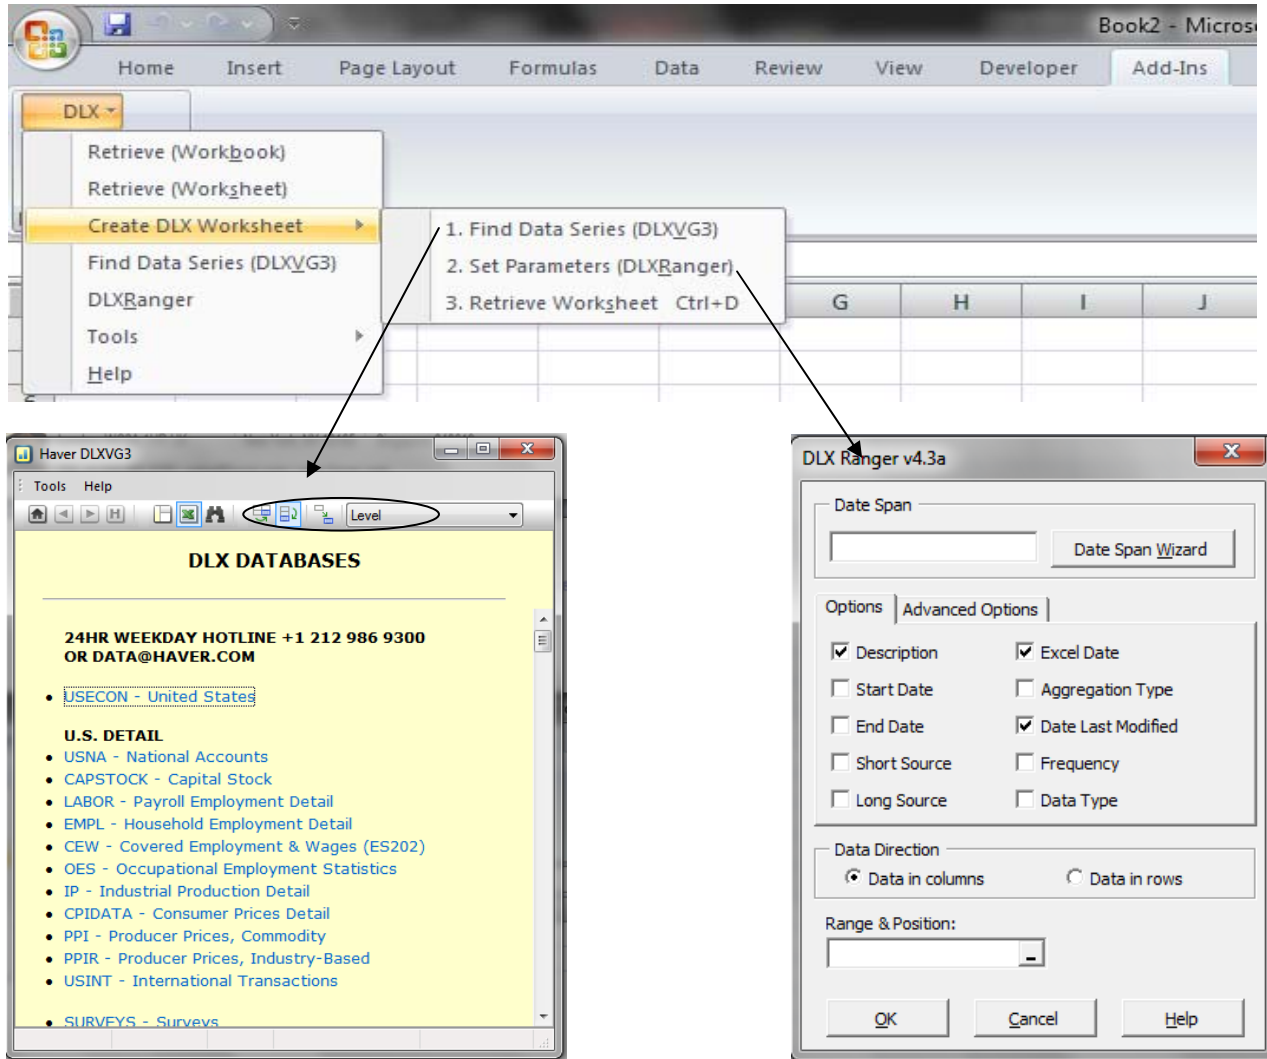 Book2 - Micros
Home Insert Page Layout Formulas Data Review View Developer Add-Ins
DLX
Retrieve (Workbook)
Retrieve (Worksheet)
Create DLX Worksheet
Find Data Series (DLXVG3)
DLXRanger
Tools
Help
1. Find Data Series (DLXVG3)
2. Set Parameters (DLXRanger)
3. Retrieve Worksheet Ctrl+D
G H I J
Haver DLXVG3
Tools Help
H
Level
DLX DATABASES
24HR WEEKDAY HOTLINE +1 212 986 9300
OR DATA@HAVER.COM
• USECON - United States
U.S. DETAIL
• USNA - National Accounts
• CAPSTOCK - Capital Stock
• LABOR - Payroll Employment Detail
• EMPL - Household Employment Detail
• CEW - Covered Employment & Wages (ES202)
• OES - Occupational Employment Statistics
• IP - Industrial Production Detail
• CPIDATA - Consumer Prices Detail
• PPI - Producer Prices, Commodity
• PPIR - Producer Prices, Industry-Based
• USINT - International Transactions
• SURVEYS - Surveys
DLX Ranger v4.3a
Date Span
Date Span Wizard
Options Advanced Options
Description Excel Date
Start Date Aggregation Type
End Date Date Last Modified
Short Source Frequency
Long Source Data Type
Data Direction
Data in columns Data in rows
Range & Position:
OK Cancel Help